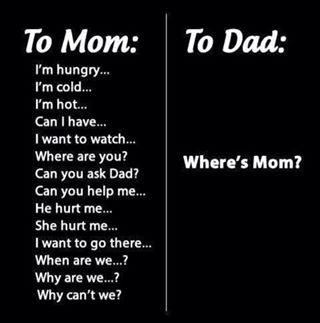 To Mom:
I'm hungry...
I'm cold...
I'm hot...
Can I have...
I want to watch...
Where are you?
Can you ask Dad?
Can you help me...
He hurt me...
She hurt me...
I want to go there...
When are we...?
Why are we...?
Why can't we?
To Dad:
Where's Mom?